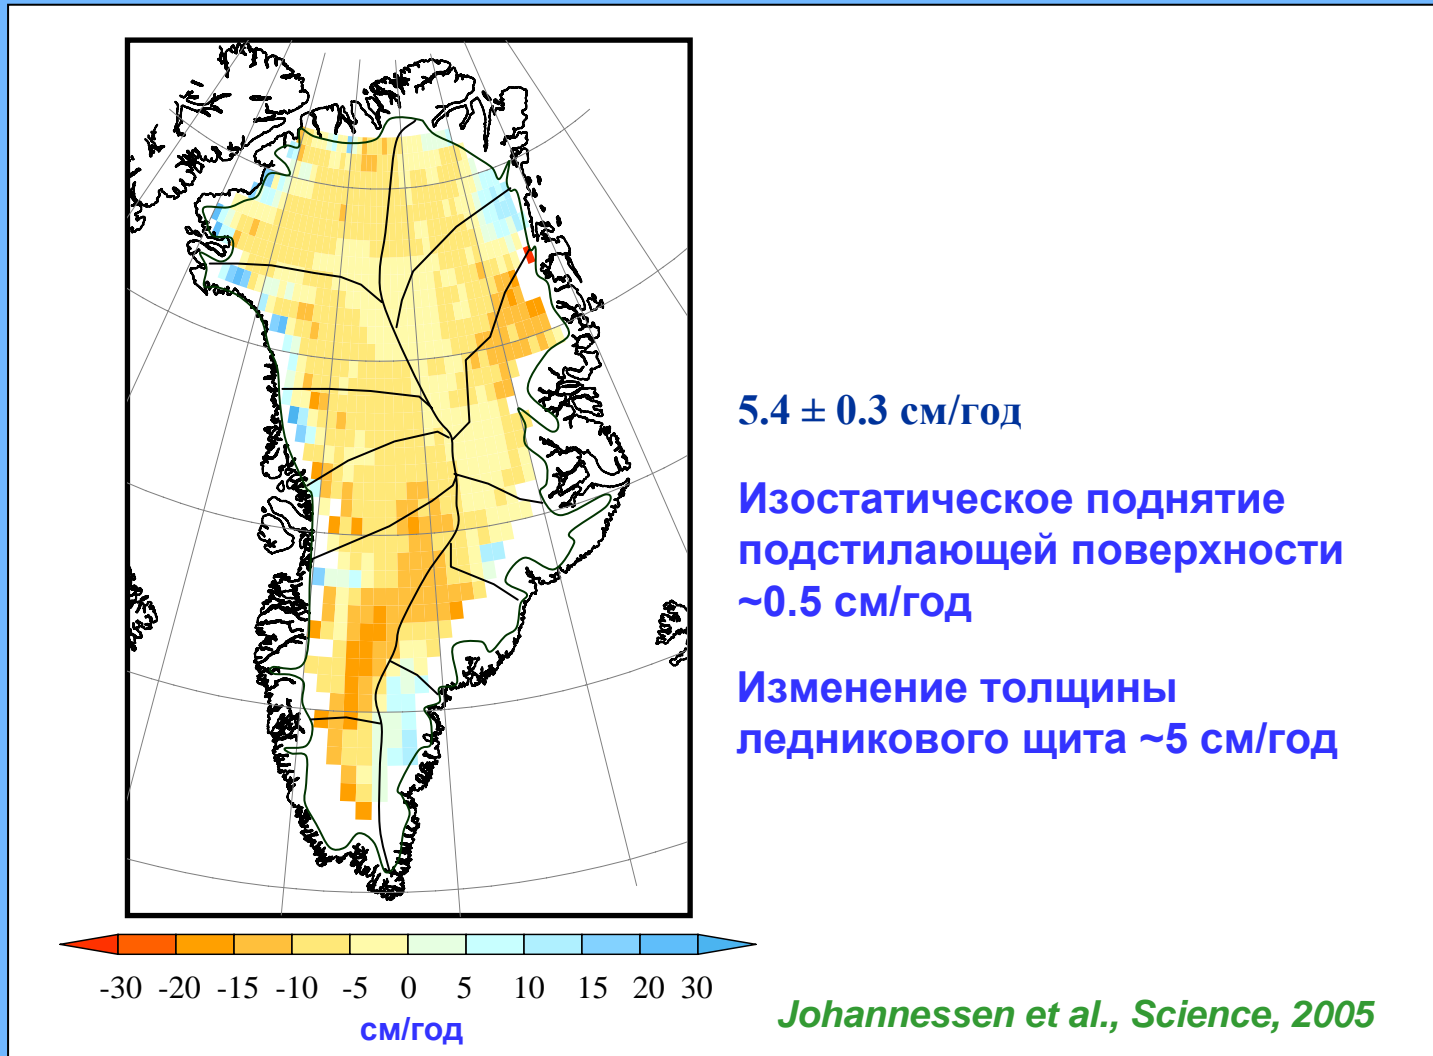 5.4 ± 0.3 см/год
Изостатическое поднятие
подстилающей поверхности
~0.5 см/год
Изменение толщины
ледникового щита ~5 см/год
-30 -20 -15 -10 -5 0 5 10 15 20 30
см/год
Johannessen et al., Science, 2005